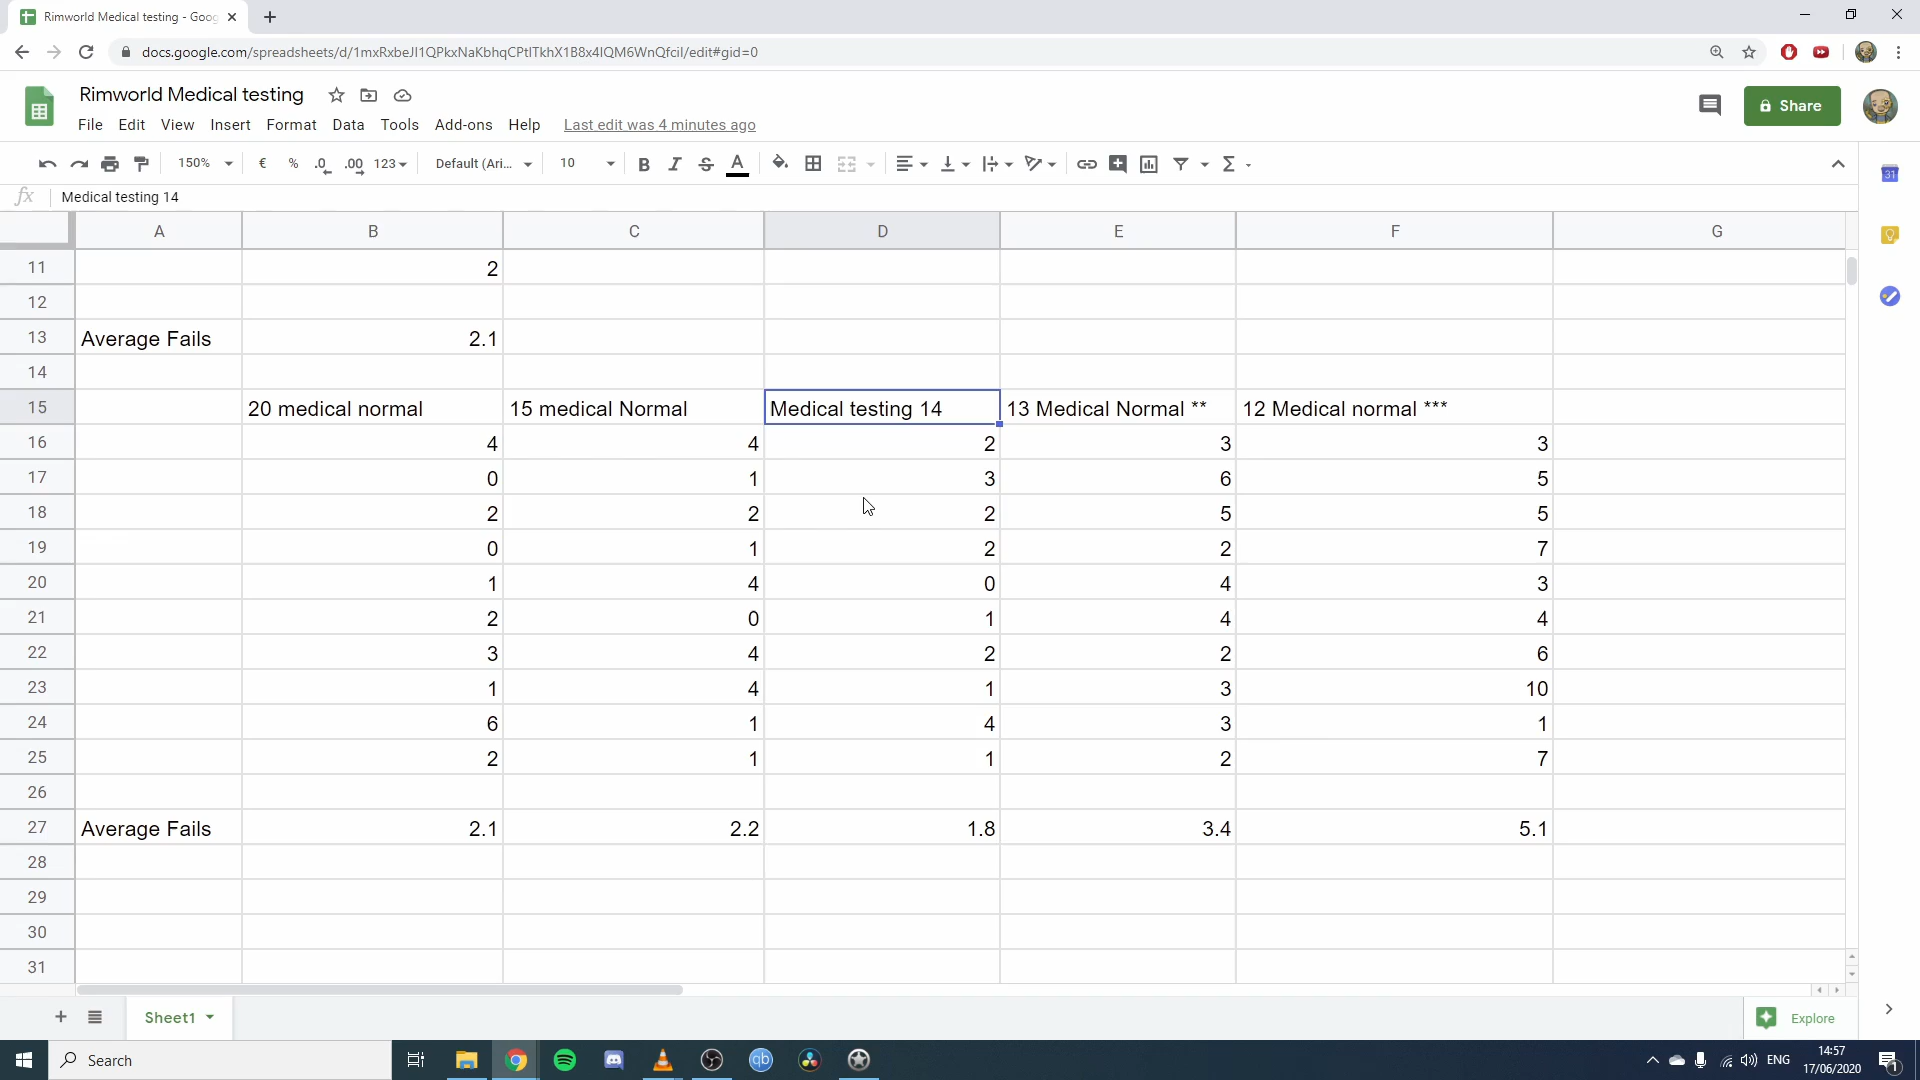 Rimworld Medical testing - Goog
docs.google.com/spreadsheets/d/1mxRxbeJI1QPkxNaKbhqCPtITkhX1B8x4IQM6WnQfciI/edit#gid=0
Rimworld Medical testing
File Edit View Insert Format Data Tools Add-ons Help Last edit was 4 minutes ago
Share
150% € % .0 .00 123 Default (Ari... 10 B I S A Σ
31
fx Medical testing 14
A B C D E F G
11 2
12
13 Average Fails 2.1
14
15 20 medical normal 15 medical Normal Medical testing 14 13 Medical Normal ** 12 Medical normal ***
16 4 4 2 3 3
17 0 1 3 6 5
18 2 2 2 5 5
19 0 1 2 2 7
20 1 4 0 4 3
21 2 0 1 4 4
22 3 4 2 2 6
23 1 4 1 3 10
24 6 1 4 3 1
25 2 1 1 2 7
26
27 Average Fails 2.1 2.2 1.8 3.4 5.1
28
29
30
31
Sheet1
Explore
Search
qb
ENG
14:57
17/06/2020
1